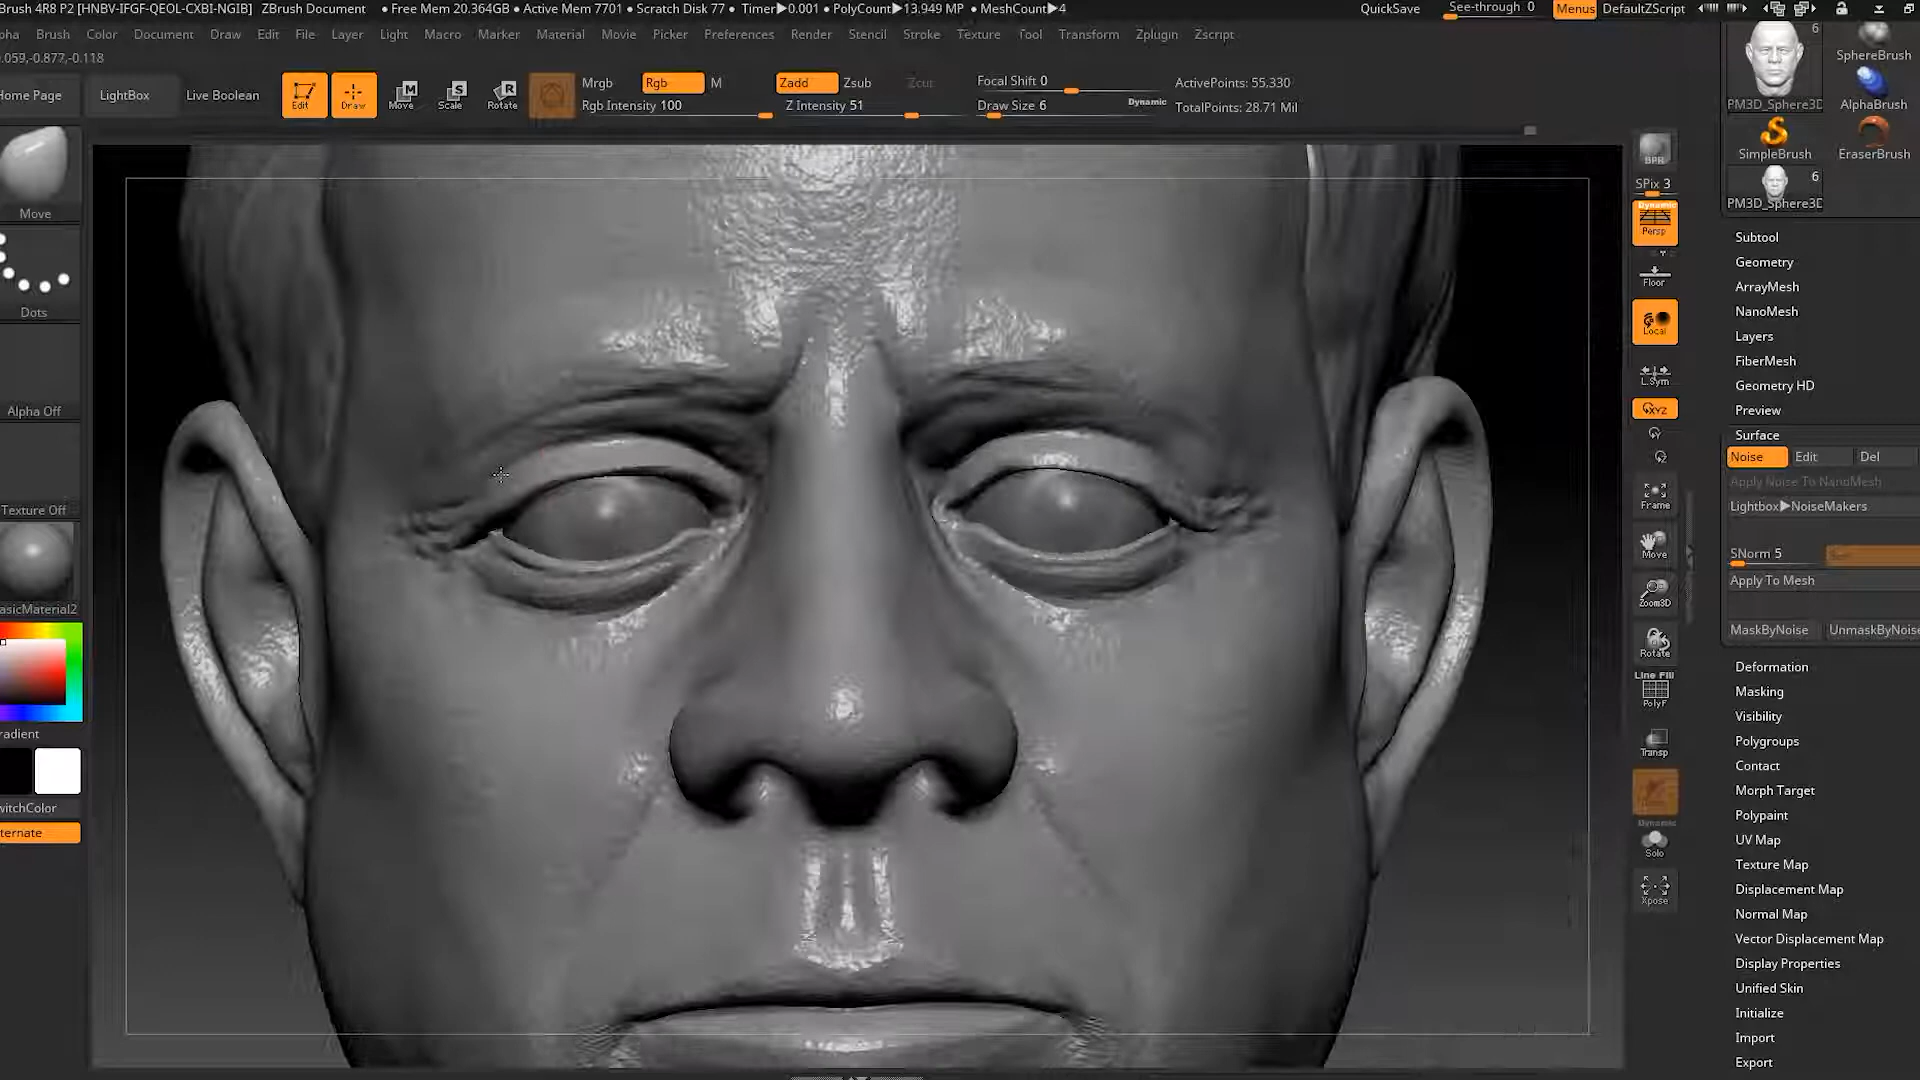 Brush 4R8 P2 [HNBV-IFGF-QEOL-CXBI-NGIB] ZBrush Document • Free Mem 20.364GB • Active Mem 7701 • Scratch Disk 77 • Timer▶0.001 • PolyCount▶13.949 MP • MeshCount▶4 QuickSave See-through 0 Menus DefaultZScript
pha Brush Color Document Draw Edit File Layer Light Macro Marker Material Movie Picker Preferences Render Stencil Stroke Texture Tool Transform Zplugin Zscript
.059,-0.877,-0.118
Home Page LightBox Live Boolean Edit Draw Move Scale Rotate
Mrgb Rgb M Zadd Zsub Zcut Focal Shift 0 ActivePoints: 55.330
Rgb Intensity 100 Z Intensity 51 Draw Size 6 Dynamic TotalPoints: 28.71 Mil
Move
Dots
Alpha Off
Texture Off
asicMaterial2
radient
witchColor
ternate
BPR
SPix 3
Dynamic
Persp
Floor
Local
L.Sym
XYZ
Frame
Move
Zoom3D
Rotate
Line Fill
PolyF
Transp
Dynamic
Solo
Xpose
6
SphereBrush
PM3D_Sphere3D AlphaBrush
SimpleBrush EraserBrush
6
PM3D_Sphere3D
Subtool
Geometry
ArrayMesh
NanoMesh
Layers
FiberMesh
Geometry HD
Preview
Surface
Noise Edit Del
Apply Noise To NanoMesh
Lightbox▶NoiseMakers
SNorm 5
Apply To Mesh
MaskByNoise UnmaskByNoise
Deformation
Masking
Visibility
Polygroups
Contact
Morph Target
Polypaint
UV Map
Texture Map
Displacement Map
Normal Map
Vector Displacement Map
Display Properties
Unified Skin
Initialize
Import
Export